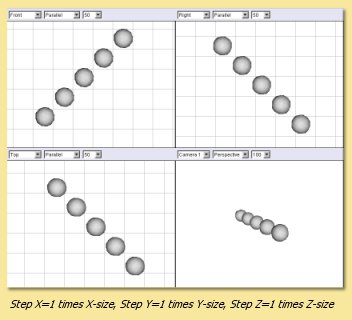 Front Parallel 50 Right Parallel 50
Top Parallel 50 Camera 1 Perspective 100
Step X=1 times X-size, Step Y=1 times Y-size, Step Z=1 times Z-size